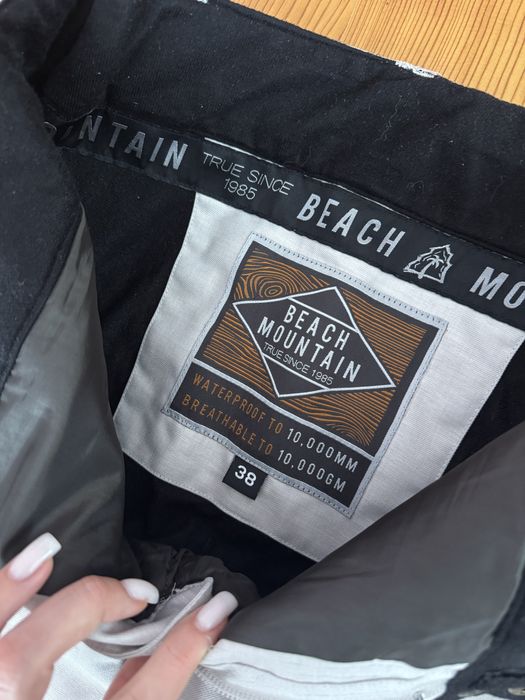 NTAIN TRUE SINCE
1985 BEACH MO
BEACH
MOUNTAIN
TRUE SINCE 1985
WATERPROOF TO 10.000MM
BREATHABLE TO 10.000GM
38